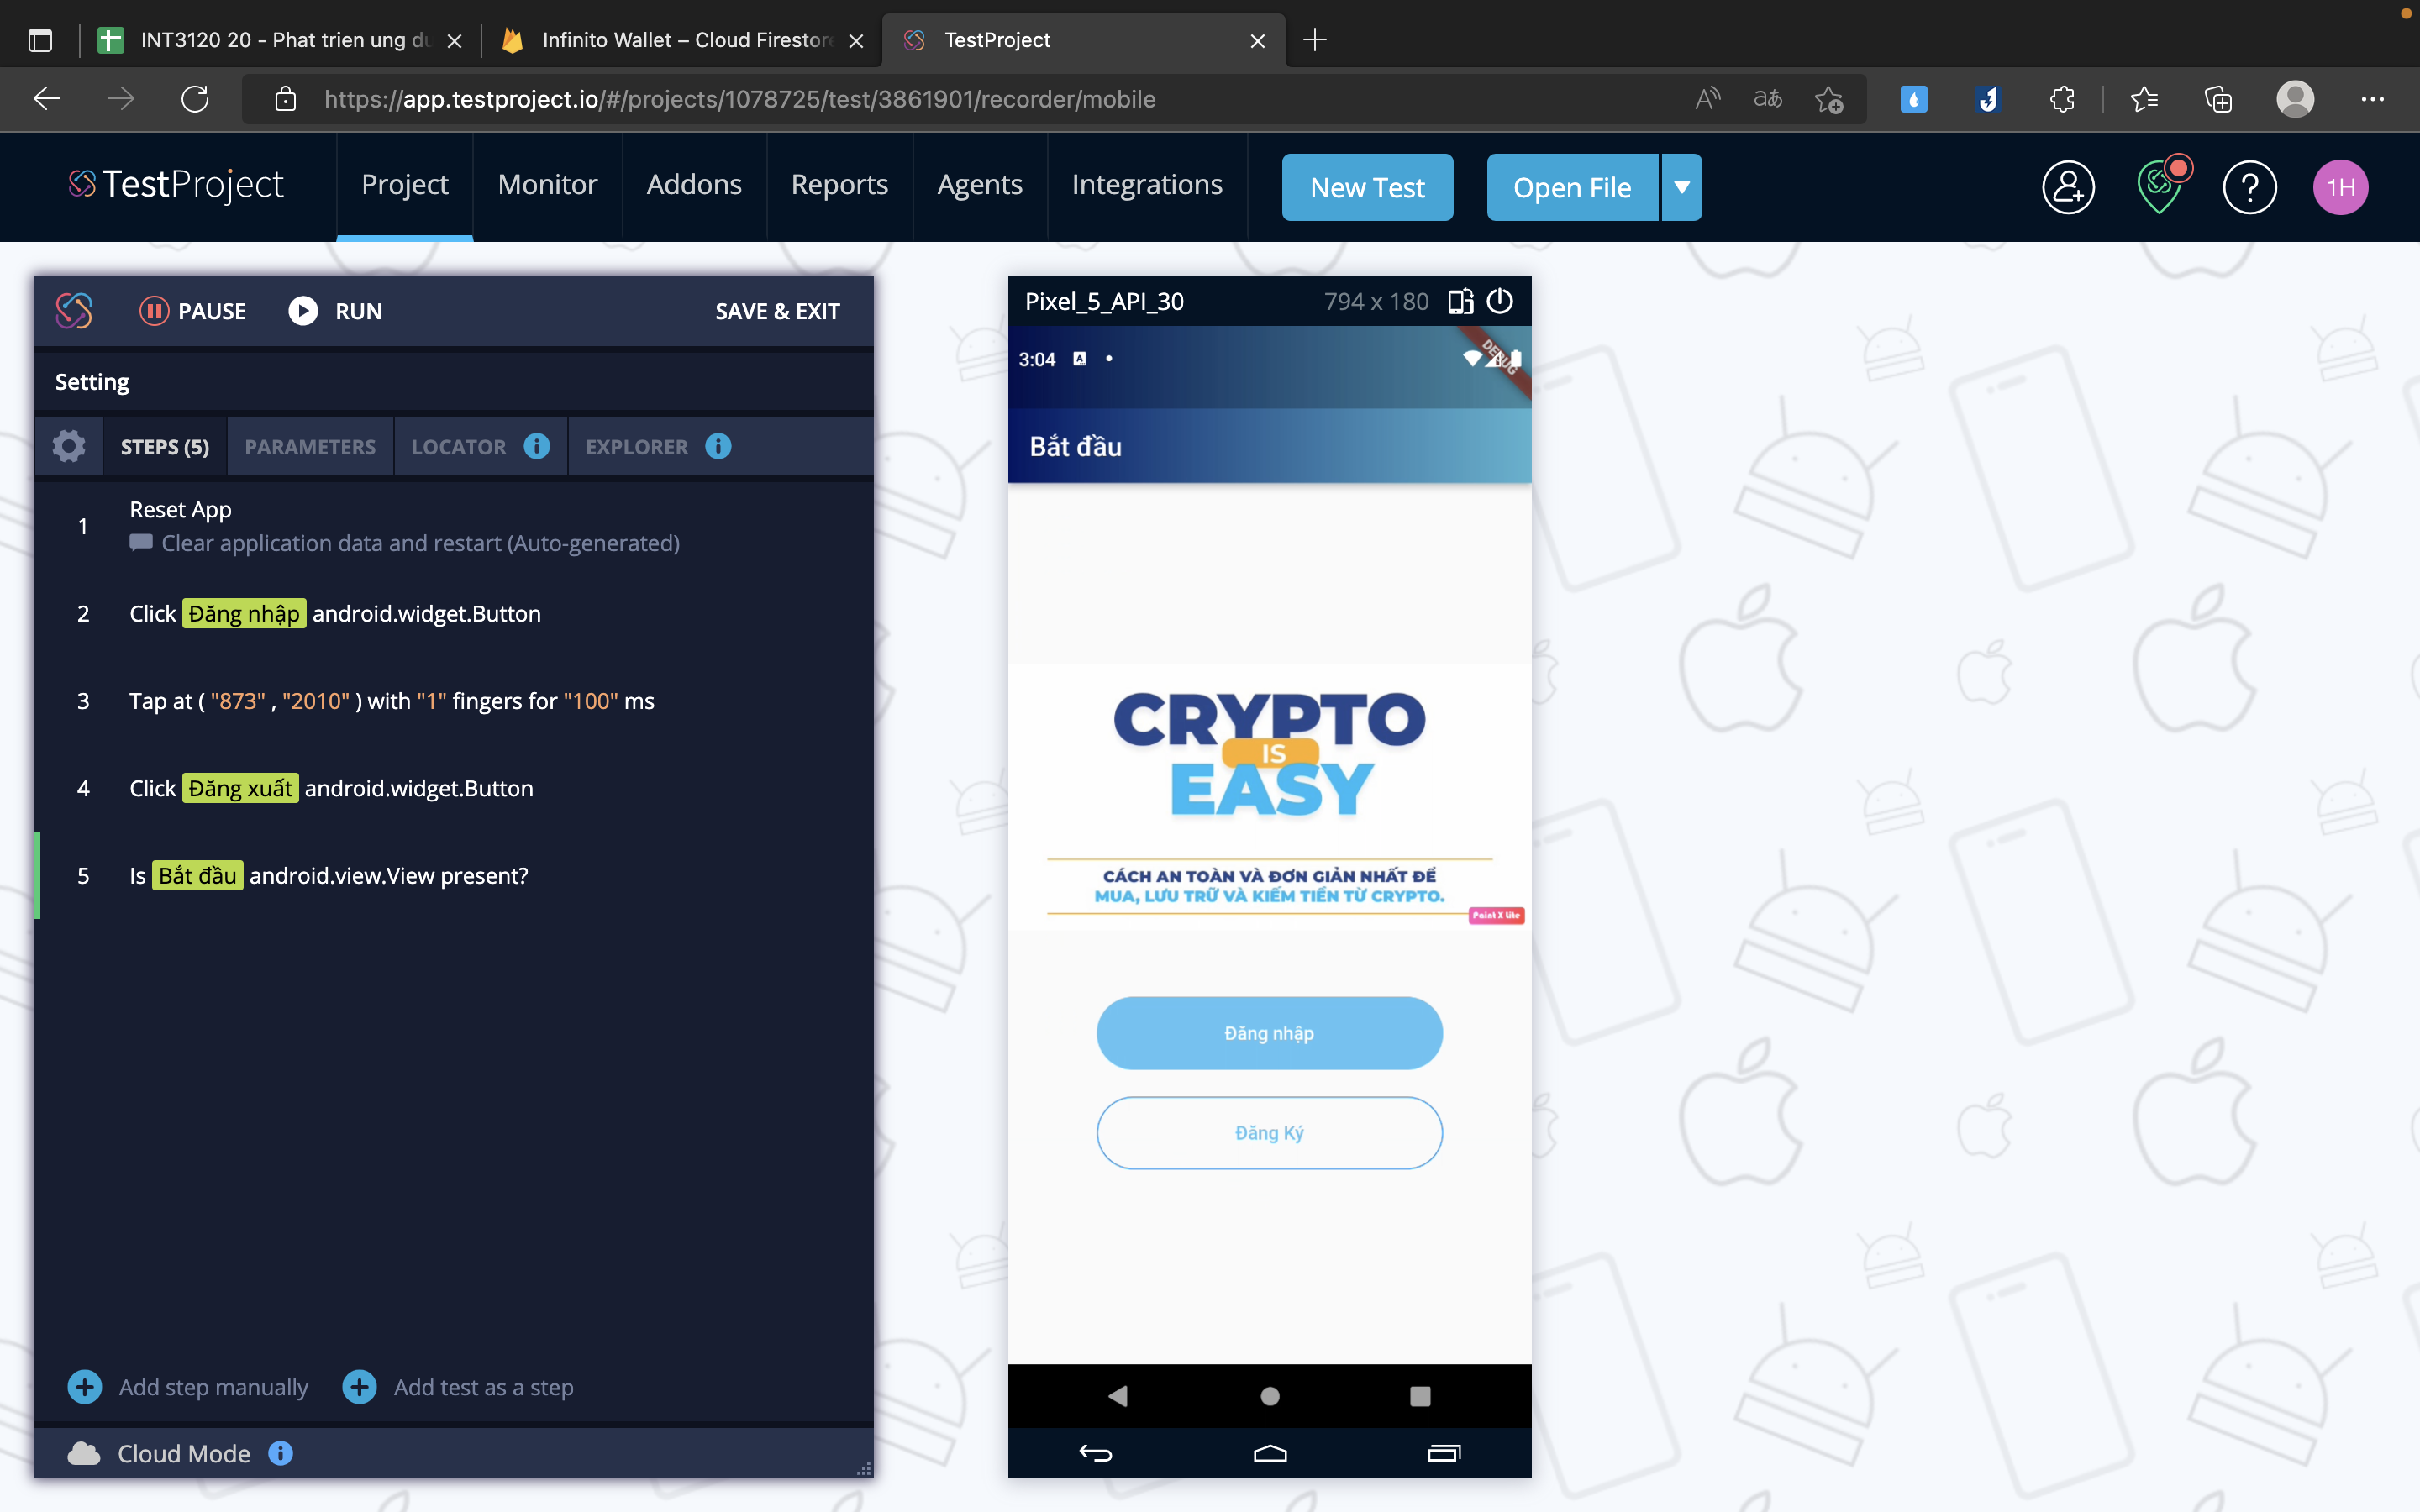 INT3120 20 - Phat trien ung dụ
Infinito Wallet – Cloud Firestore
TestProject
https://app.testproject.io/#/projects/1078725/test/3861901/recorder/mobile
TestProject
Project
Monitor
Addons
Reports
Agents
Integrations
New Test
Open File
1H
PAUSE
RUN
SAVE & EXIT
Setting
STEPS (5)
PARAMETERS
LOCATOR
EXPLORER
1
Reset App
Clear application data and restart (Auto-generated)
2
Click Đăng nhập android.widget.Button
3
Tap at ( "873" , "2010" ) with "1" fingers for "100" ms
4
Click Đăng xuất android.widget.Button
5
Is Bắt đầu android.view.View present?
Add step manually
Add test as a step
Cloud Mode
Pixel_5_API_30
794 x 180
3:04
DEBUG
Bắt đầu
CRYPTO
IS
EASY
CÁCH AN TOÀN VÀ ĐƠN GIẢN NHẤT ĐỂ
MUA, LƯU TRỮ VÀ KIẾM TIỀN TỪ CRYPTO.
Paint X lite
Đăng nhập
Đăng Ký